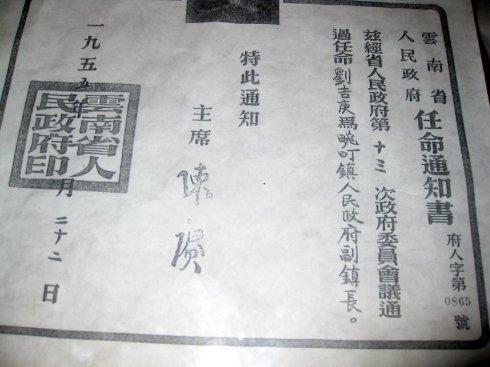 雲南省
人民政府
任命通知書
府人字第
0865
號
兹經省人民政府第十三次政府委員會議通
過任命劉吉庚爲畹町鎮人民政府副鎮長。
特此通知
主席 陳賡
一九五五年 月二十二日
雲南省人
民政府印